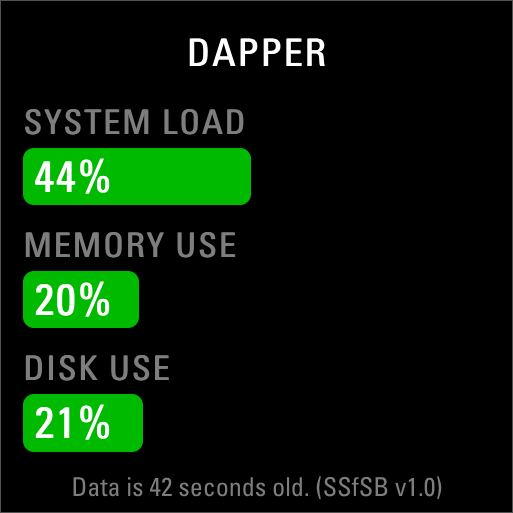 DAPPER
SYSTEM LOAD
44%
MEMORY USE
20%
DISK USE
21%
Data is 42 seconds old. (SSfSB v1.0)